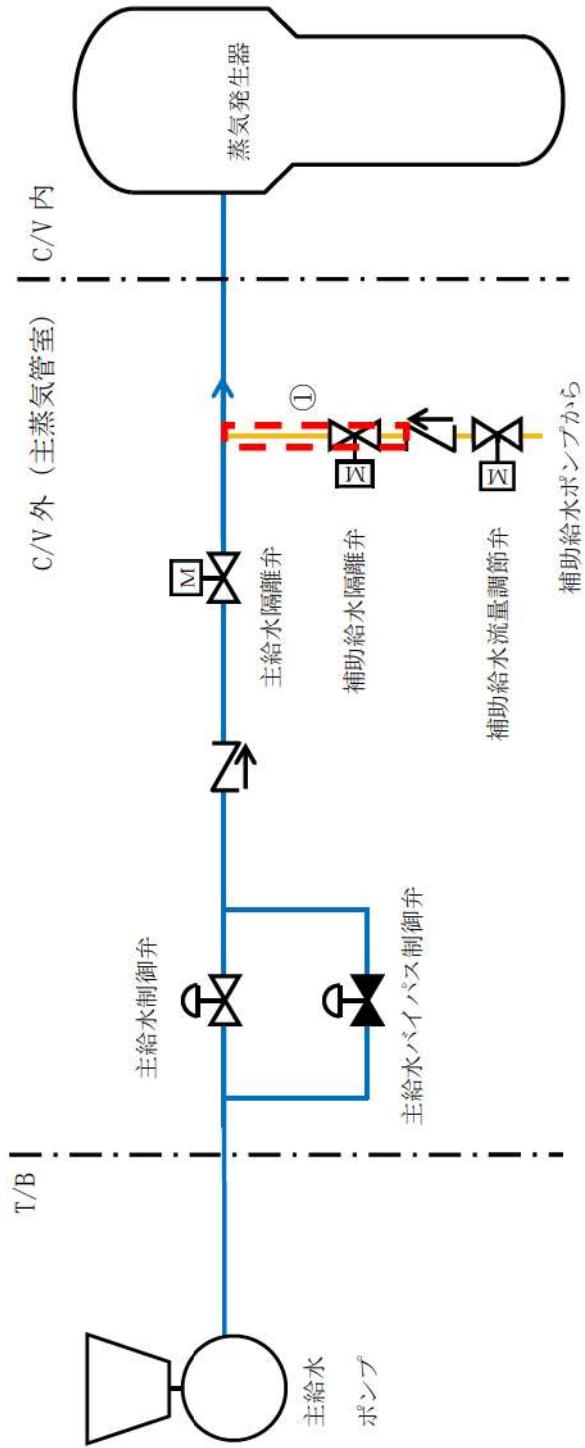 T/B
C/V 外 (主蒸気管室)
C/V 内
主給水
ポンプ
主給水制御弁
主給水バイパス制御弁
M
主給水隔離弁
①
M
補助給水隔離弁
M
補助給水流量調節弁
補助給水ポンプから
蒸気発生器